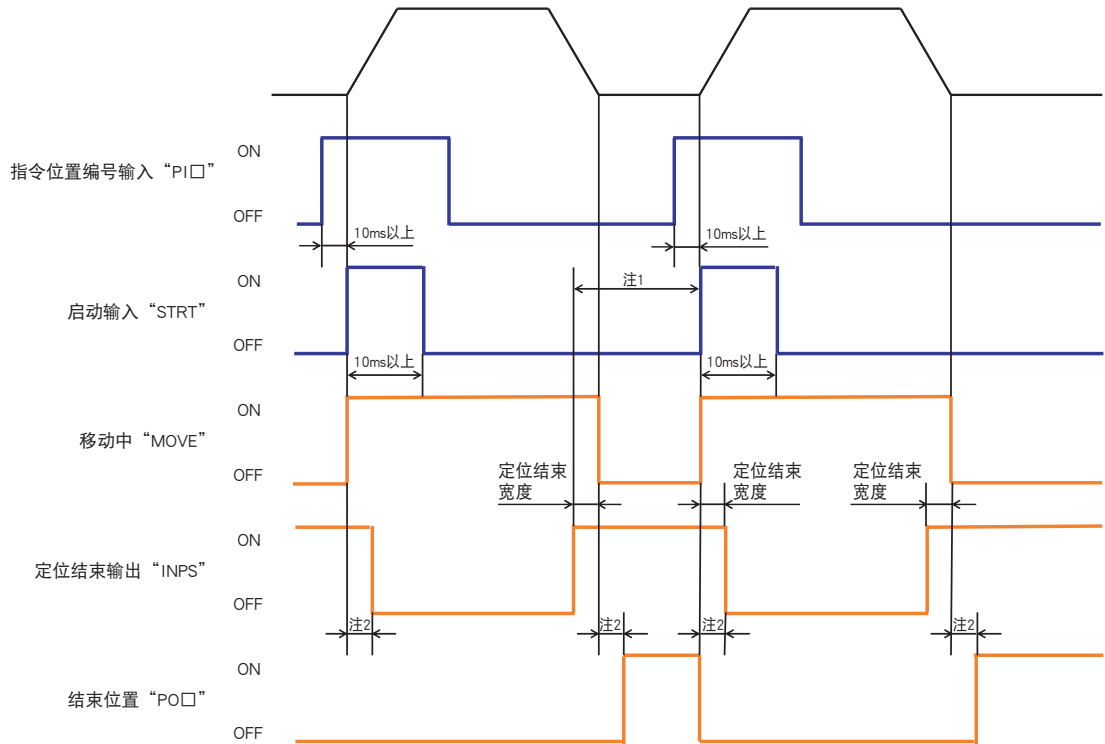 ON
指令位置编号输入“PI□”
OFF
10ms以上
10ms以上
ON
注1
启动输入“STRT”
OFF
10ms以上
10ms以上
ON
移动中“MOVE”
OFF
定位结束
宽度
定位结束
宽度
定位结束
宽度
ON
定位结束输出“INPS”
OFF
注2
注2
注2
注2
ON
结束位置“PO□”
OFF